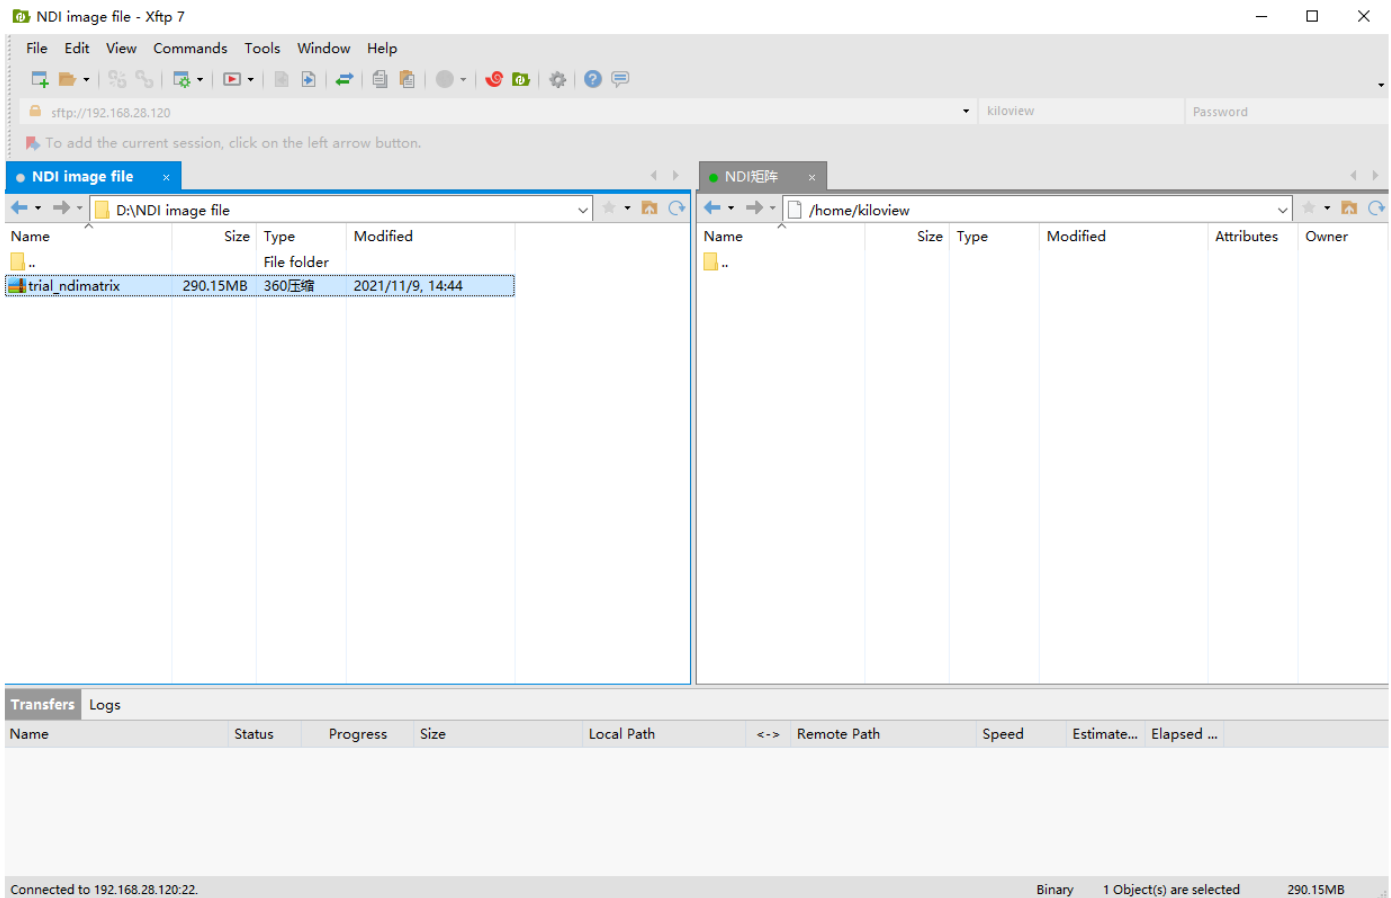 NDI image file - Xftp 7
File Edit View Commands Tools Window Help
sftp://192.168.28.120 kiloview Password
To add the current session, click on the left arrow button.
NDI image file NDI矩阵
D:\NDI image file /home/kiloview
Name Size Type Modified Name Size Type Modified Attributes Owner
.. File folder ..
trial_ndimatrix 290.15MB 360压缩 2021/11/9, 14:44
Transfers Logs
Name Status Progress Size Local Path <-> Remote Path Speed Estimate... Elapsed ...
Connected to 192.168.28.120:22. Binary 1 Object(s) are selected 290.15MB